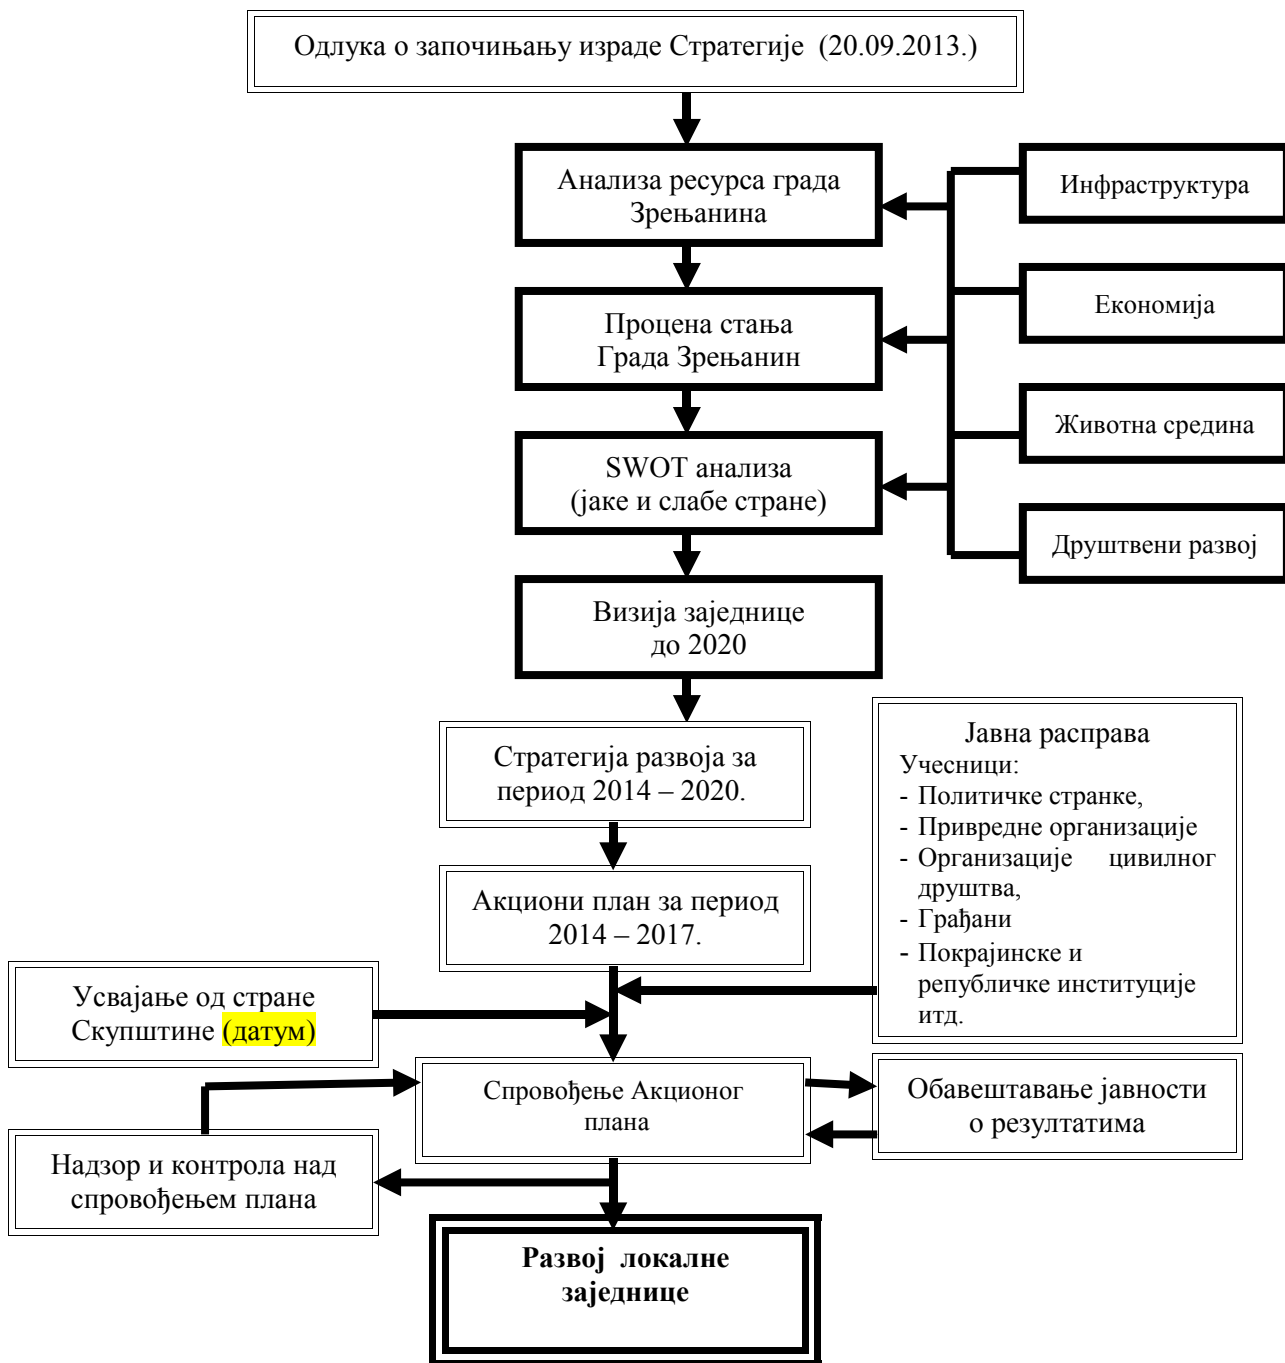 Одлука о започињању израде Стратегије (20.09.2013.)
Анализа ресурса града
Зрењанина
Инфраструктура
Процена стања
Града Зрењанин
Економија
SWOT анализа
(јаке и слабе стране)
Животна средина
Друштвени развој
Визија заједнице
до 2020
Стратегија развоја за
период 2014 – 2020.
Јавна расправа
Учесници:
- Политичке странке,
- Привредне организације
- Организације цивилног
друштва,
- Грађани
- Покрајинске и
републичке институције
итд.
Акциони план за период
2014 – 2017.
Усвајање од стране
Скупштине (датум)
Спровођење Акционог
плана
Обавештавање јавности
о резултатима
Надзор и контрола над
спровођењем плана
Развој локалне
заједнице